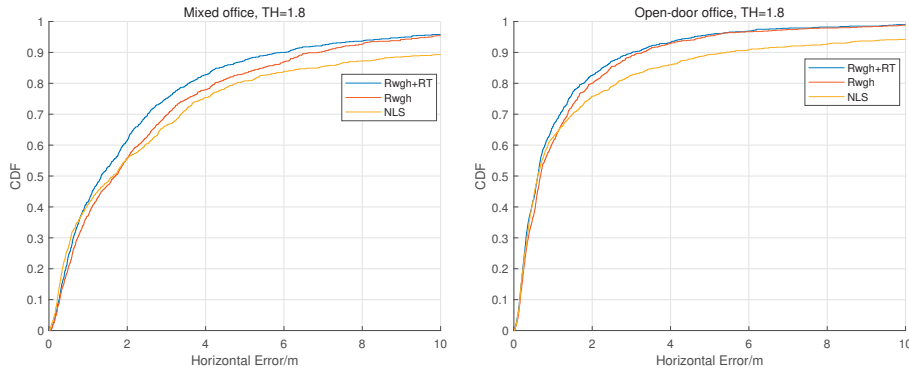 Mixed office, TH=1.8
1
0.9
0.8
0.7
0.6
0.5
0.4
0.3
0.2
0.1
0
CDF
Rwgh+RT
Rwgh
NLS
0 2 4 6 8 10
Horizontal Error/m
Open-door office, TH=1.8
1
0.9
0.8
0.7
0.6
0.5
0.4
0.3
0.2
0.1
0
CDF
Rwgh+RT
Rwgh
NLS
0 2 4 6 8 10
Horizontal Error/m